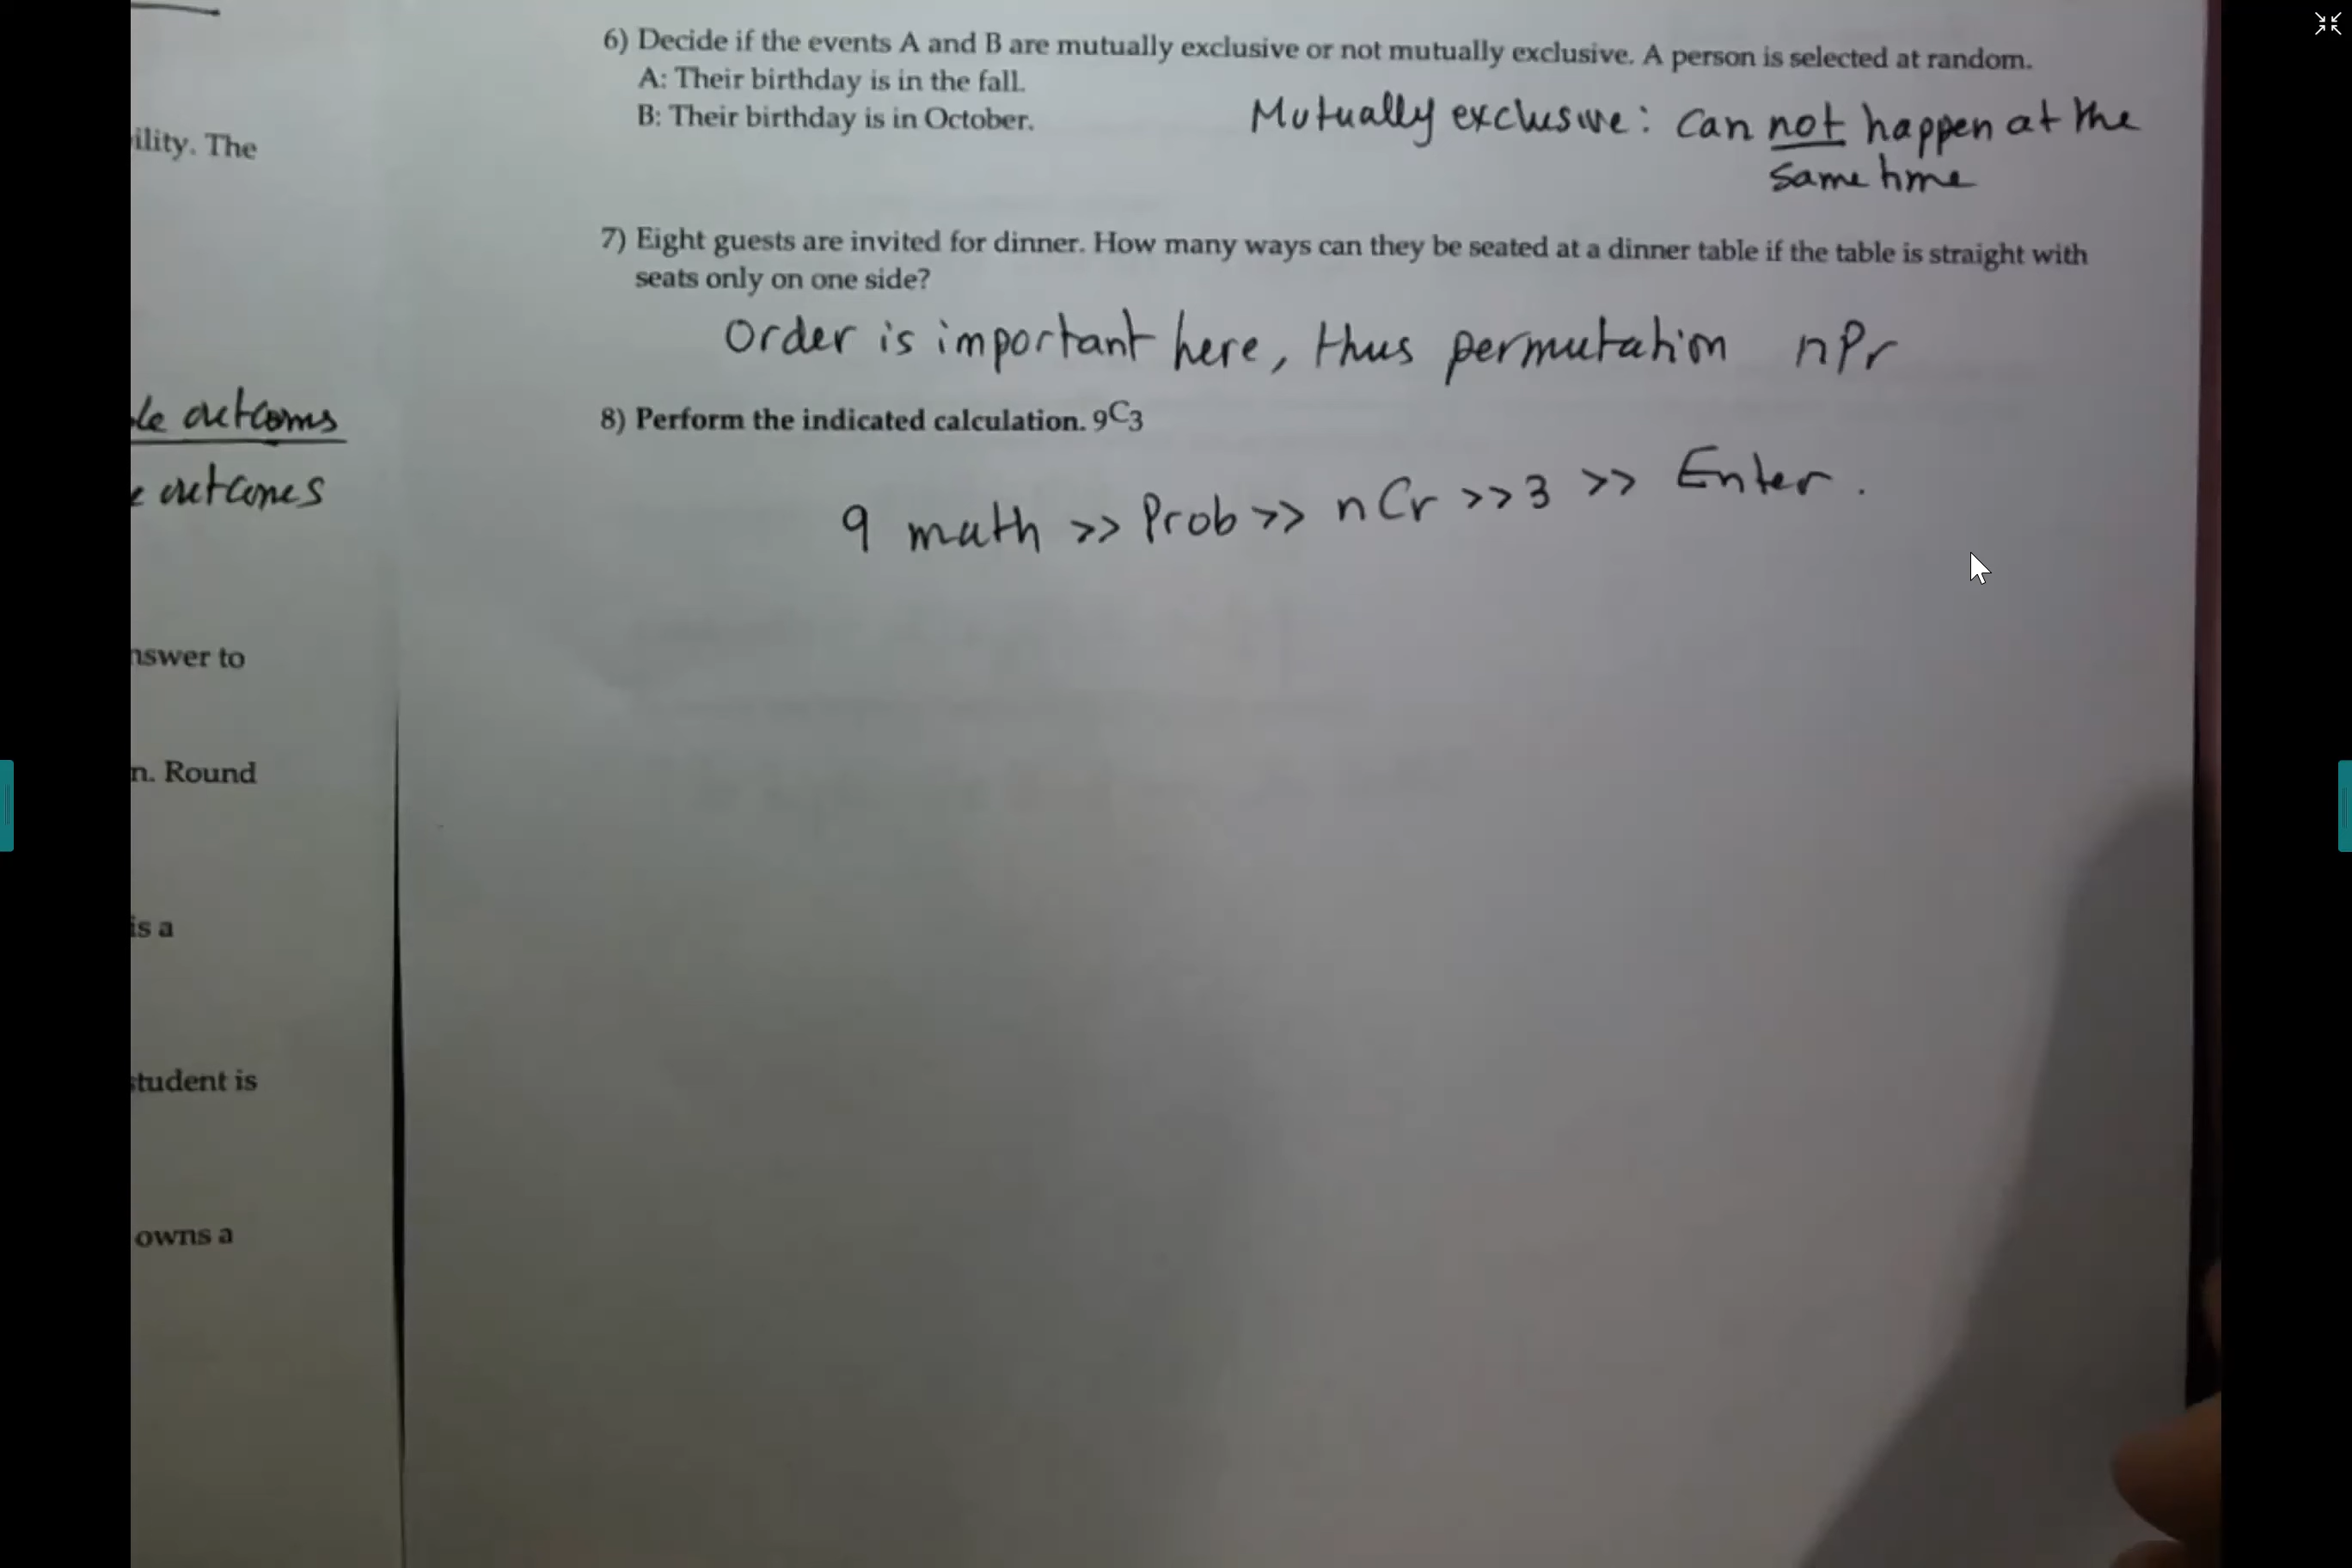 ility. The
le outcoms
outcomes
nswer to
n. Round
is a
student is
owns a
6) Decide if the events A and B are mutually exclusive or not mutually exclusive. A person is selected at random.
A: Their birthday is in the fall.
B: Their birthday is in October.
Mutually exclusive: can not happen at the
same time
7) Eight guests are invited for dinner. How many ways can they be seated at a dinner table if the table is straight with
seats only on one side?
Order is important here, thus permutation nPr
8) Perform the indicated calculation. 9C3
9 math >> Prob >> nCr >> 3 >> Enter.